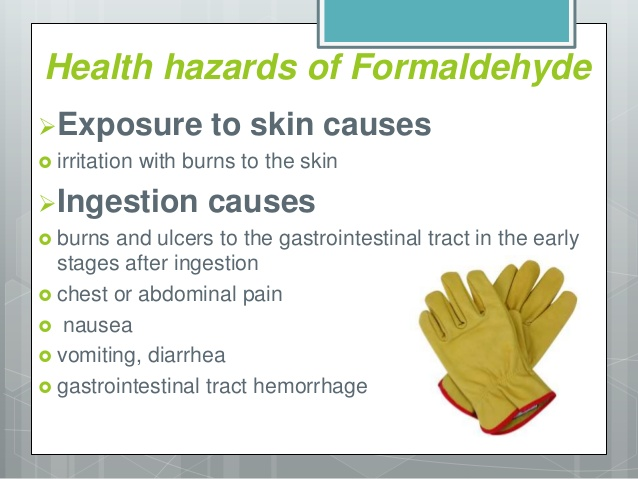 Health hazards of Formaldehyde
Exposure to skin causes
irritation with burns to the skin
Ingestion causes
burns and ulcers to the gastrointestinal tract in the early
stages after ingestion
chest or abdominal pain
nausea
vomiting, diarrhea
gastrointestinal tract hemorrhage